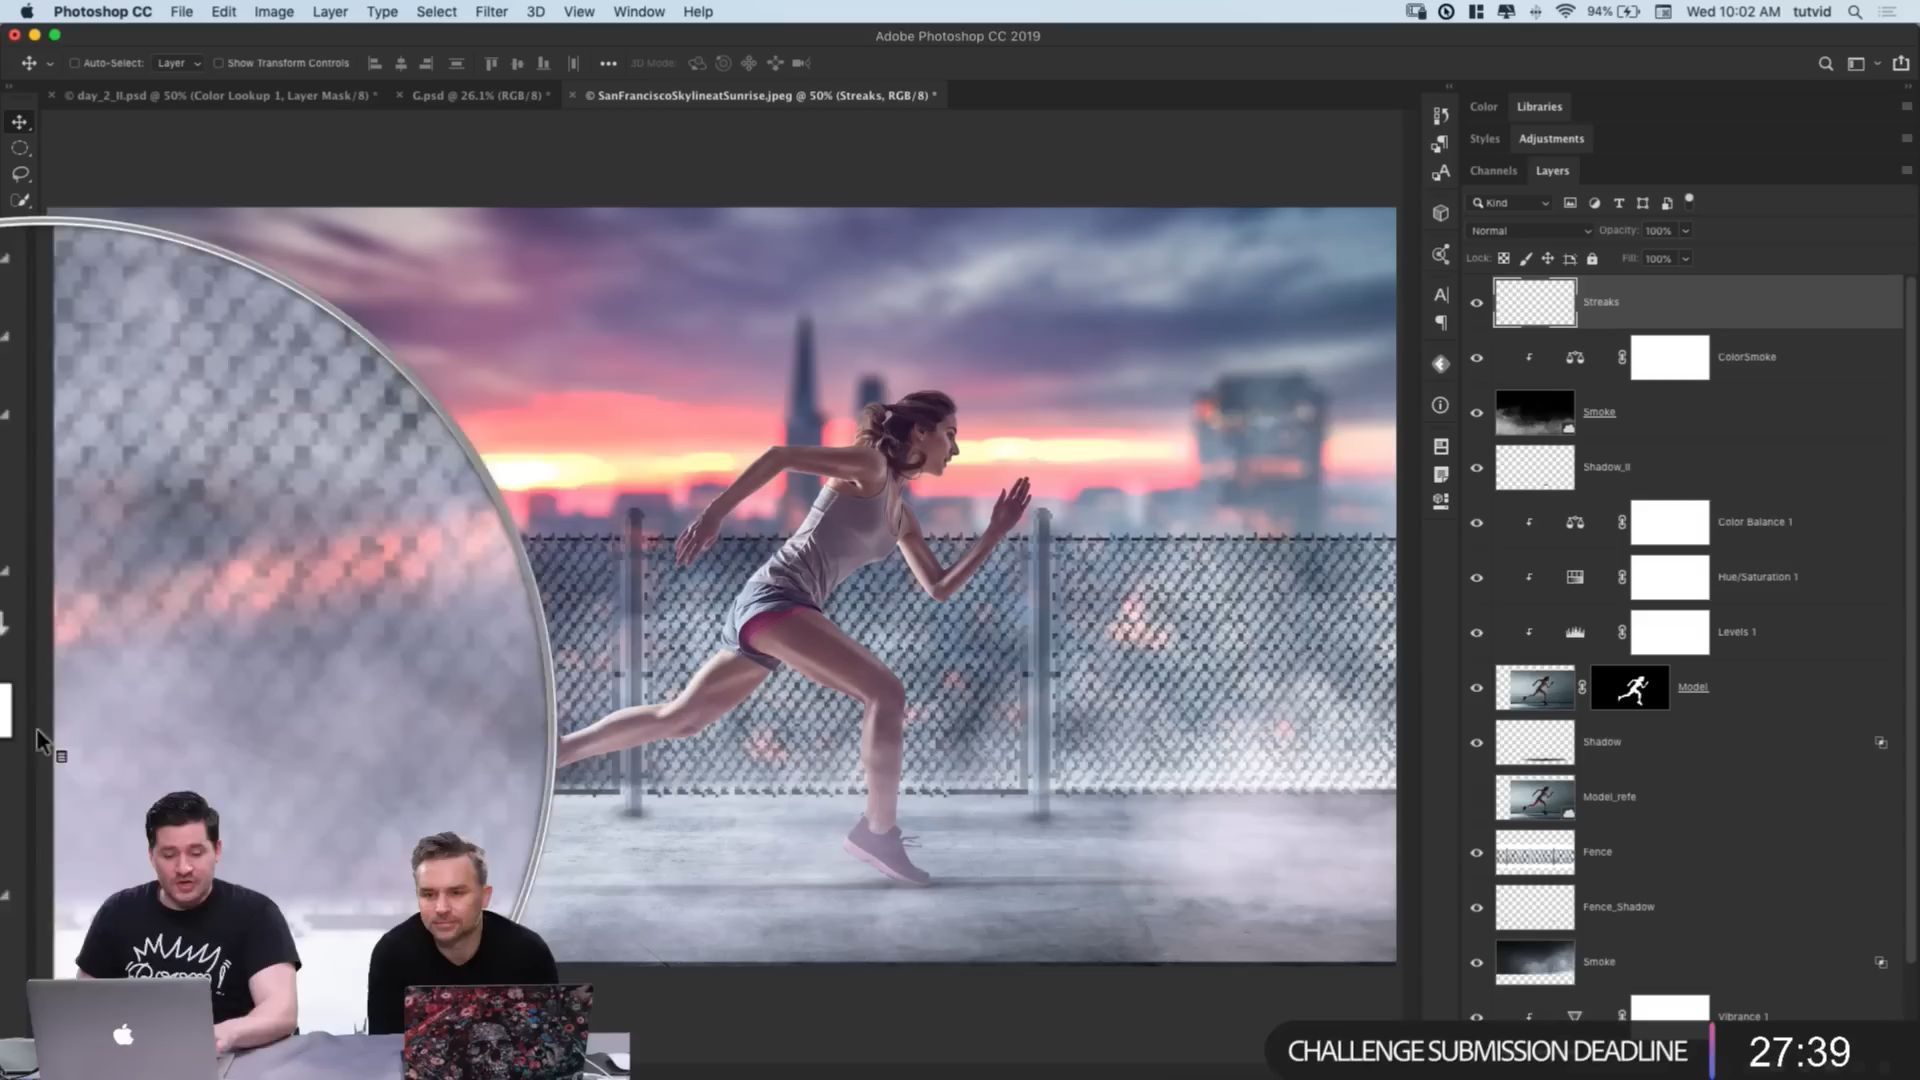 Photoshop CC File Edit Image Layer Type Select Filter 3D View Window Help 94% Wed 10:02 AM tutvid
Adobe Photoshop CC 2019
Auto-Select: Layer Show Transform Controls 3D Mode:
© day_2_II.psd @ 50% (Color Lookup 1, Layer Mask/8) * G.psd @ 26.1% (RGB/8) * © SanFranciscoSkylineatSunrise.jpeg @ 50% (Streaks, RGB/8) *
Color Libraries
Styles Adjustments
Channels Layers
Kind
Normal Opacity: 100%
Lock: Fill: 100%
Streaks
ColorSmoke
Smoke
Shadow_II
Color Balance 1
Hue/Saturation 1
Levels 1
Model
Shadow
Model_refe
Fence
Fence_Shadow
Smoke
Vibrance 1
CHALLENGE SUBMISSION DEADLINE 27:39